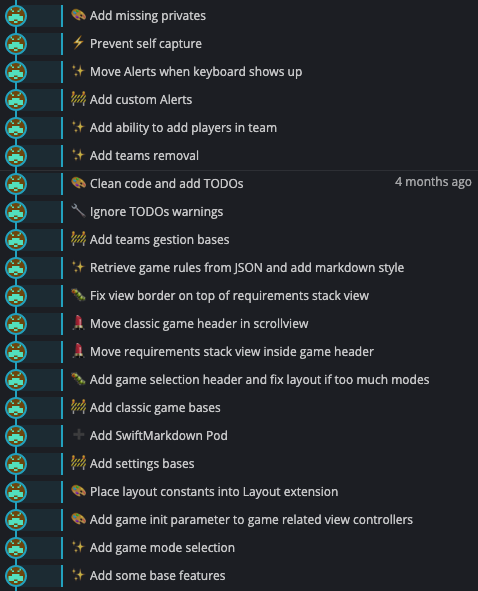 🎨 Add missing privates
⚡ Prevent self capture
✨ Move Alerts when keyboard shows up
🚧 Add custom Alerts
✨ Add ability to add players in team
✨ Add teams removal
🎨 Clean code and add TODOs 4 months ago
🔧 Ignore TODOs warnings
🚧 Add teams gestion bases
✨ Retrieve game rules from JSON and add markdown style
🐛 Fix view border on top of requirements stack view
💄 Move classic game header in scrollview
💄 Move requirements stack view inside game header
🐛 Add game selection header and fix layout if too much modes
🚧 Add classic game bases
➕ Add SwiftMarkdown Pod
🚧 Add settings bases
🎨 Place layout constants into Layout extension
🎨 Add game init parameter to game related view controllers
✨ Add game mode selection
✨ Add some base features